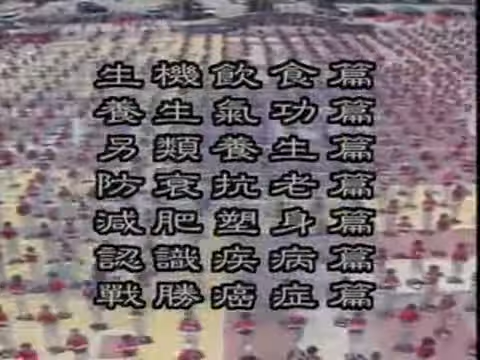 生機飲食篇
養生氣功篇
另類養生篇
防衰抗老篇
減肥塑身篇
認識疾病篇
戰勝癌症篇